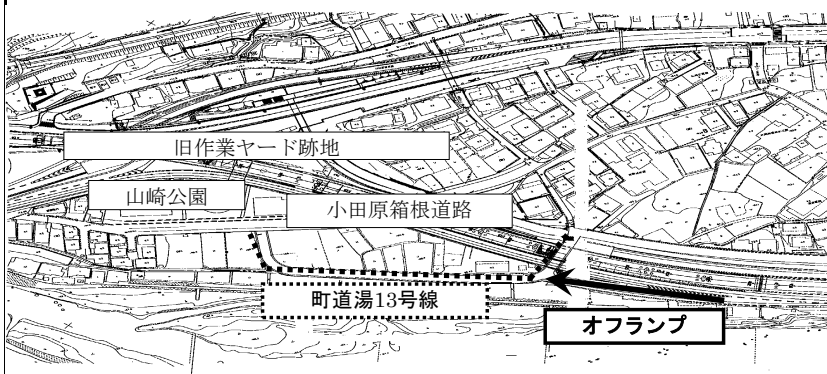 旧作業ヤード跡地
山崎公園
小田原箱根道路
町道湯13号線
オフランプ